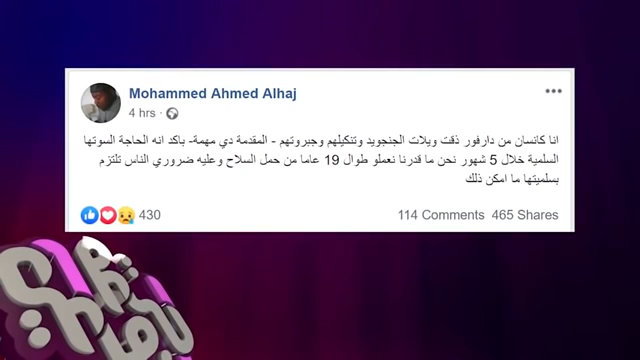 Mohammed Ahmed Alhaj
4 hrs ·
انا كانسان من دارفور ذقت ويلات الجنجويد وتنكيلهم وجبروتهم - المقدمة دي مهمة- باكد انه الحاجة السوتها
السلمية خلال 5 شهور نحن ما قدرنا نعملو طوال 19 عاما من حمل السلاح وعليه ضروري الناس تلتزم
بسلميتها ما امكن ذلك
430
114 Comments 465 Shares